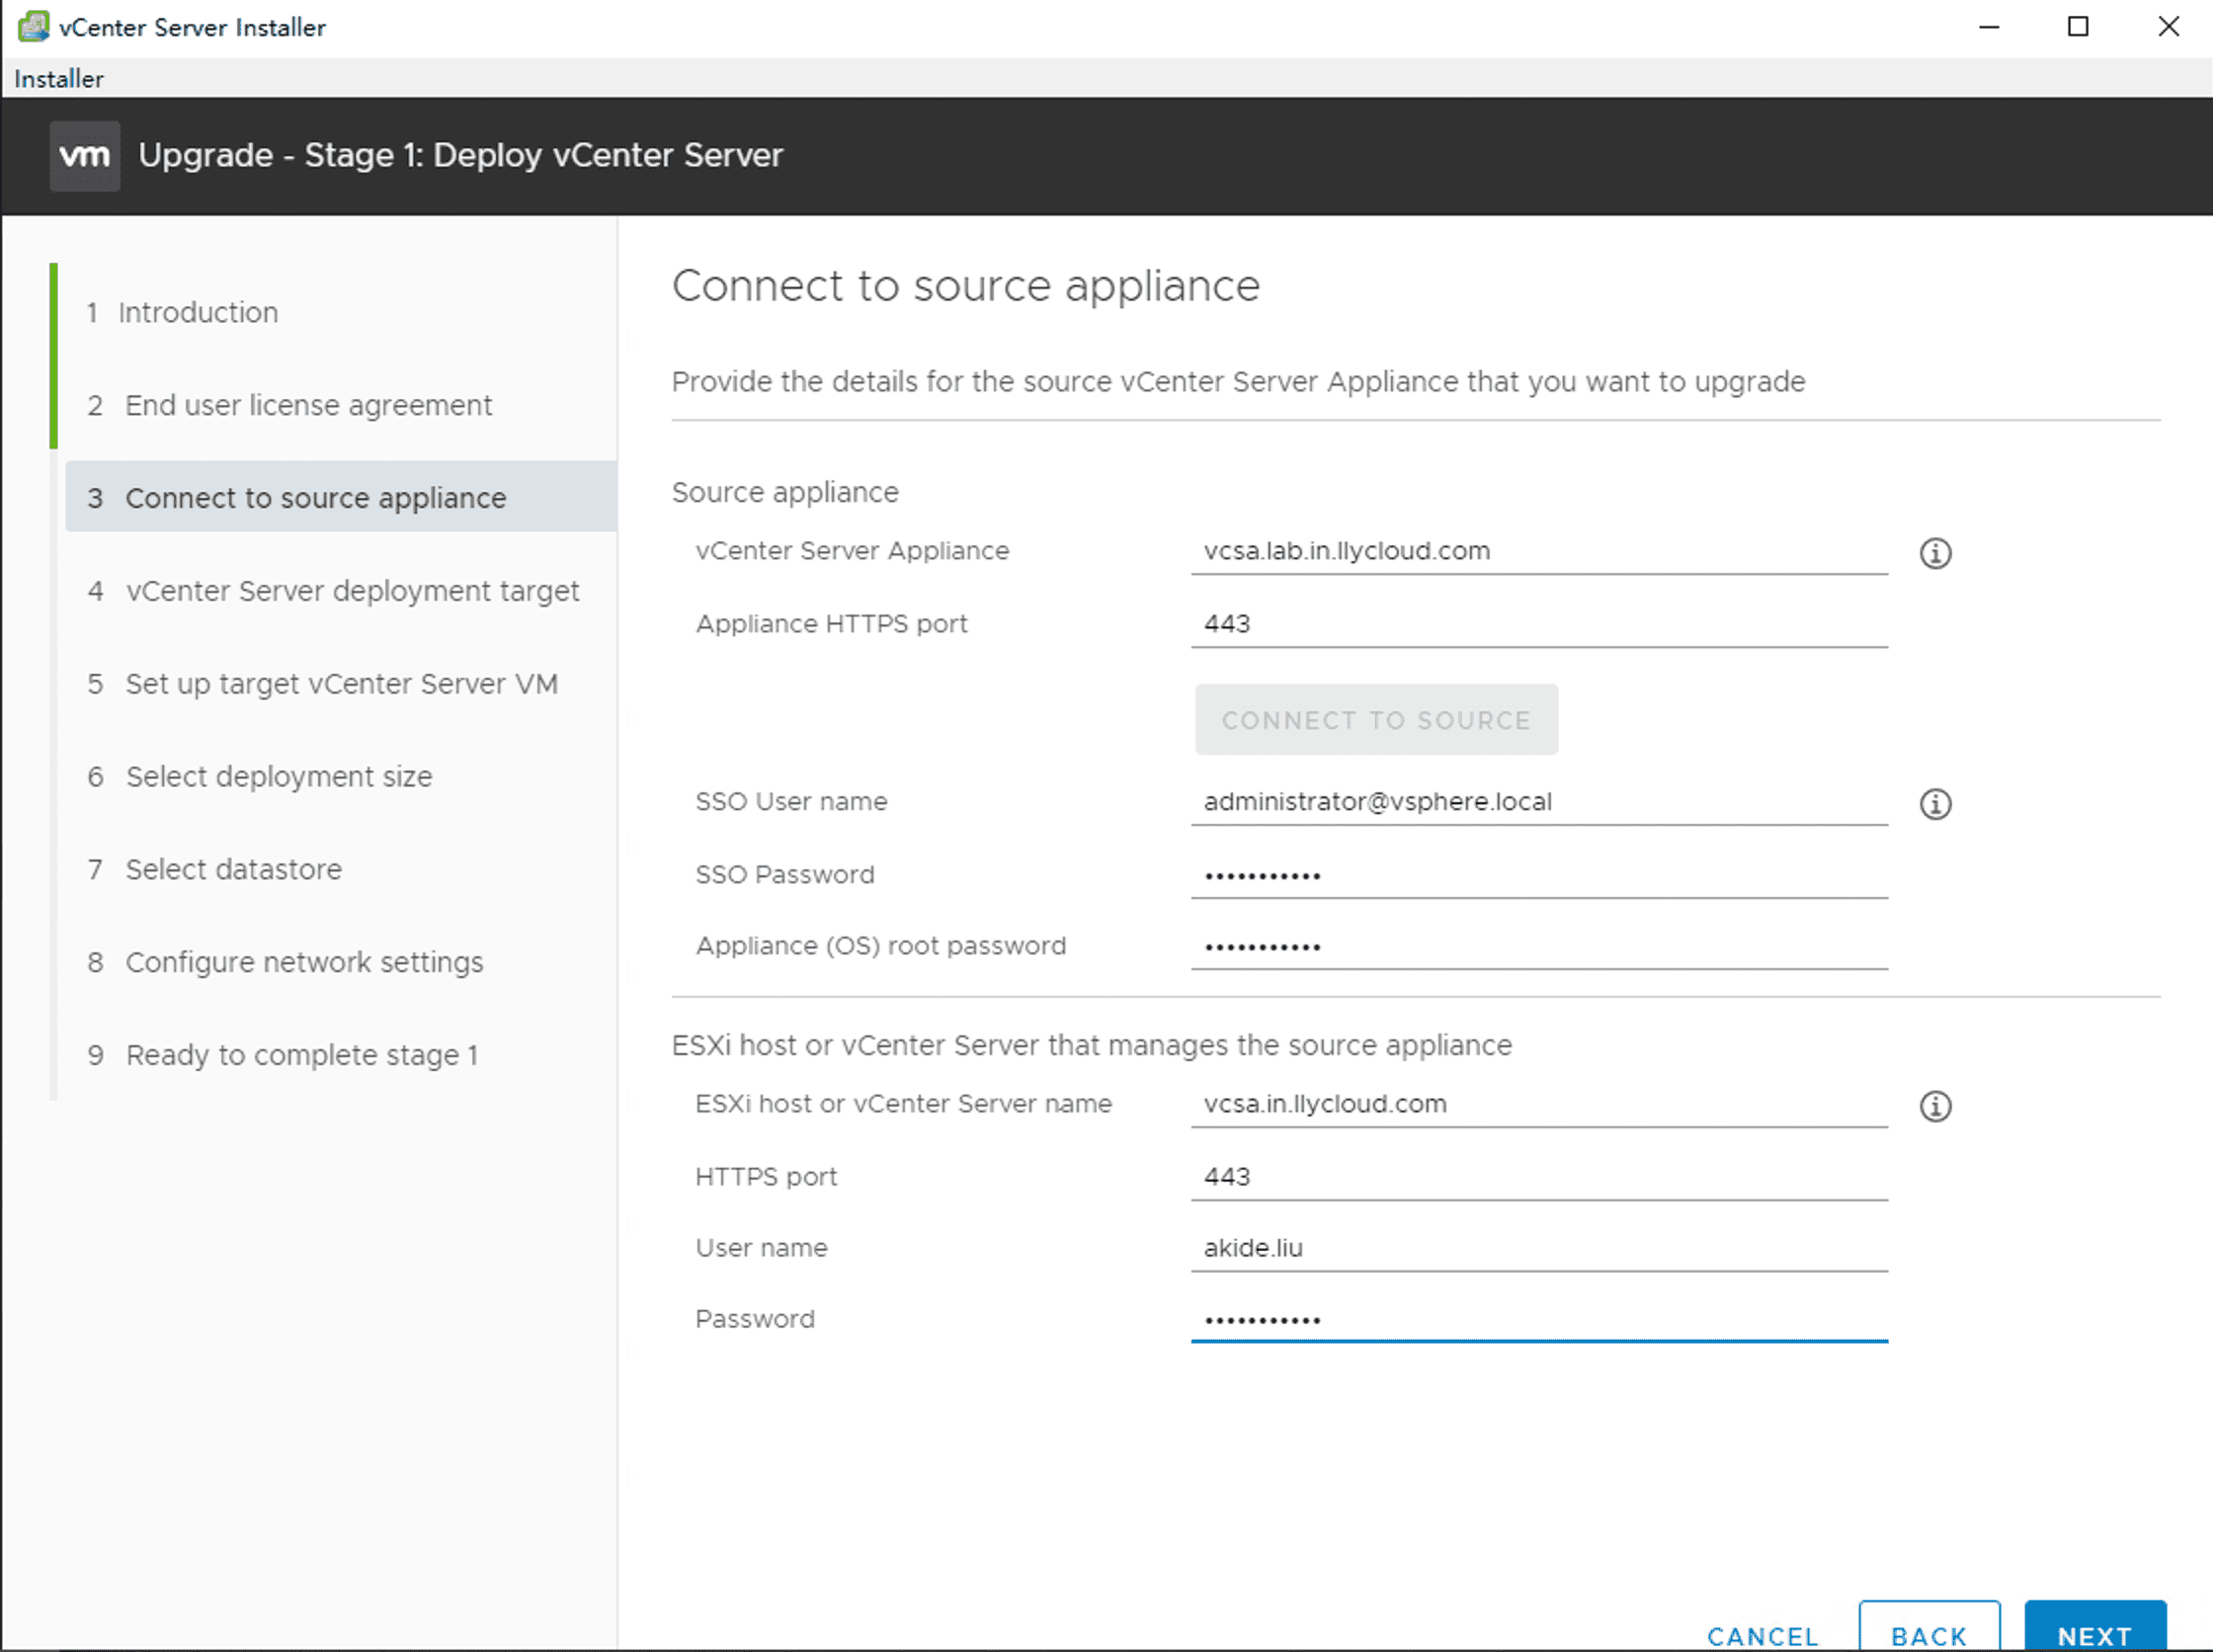 vCenter Server Installer
Installer
vm Upgrade - Stage 1: Deploy vCenter Server
1 Introduction
2 End user license agreement
3 Connect to source appliance
4 vCenter Server deployment target
5 Set up target vCenter Server VM
6 Select deployment size
7 Select datastore
8 Configure network settings
9 Ready to complete stage 1
Connect to source appliance
Provide the details for the source vCenter Server Appliance that you want to upgrade
Source appliance
vCenter Server Appliance vcsa.lab.in.llycloud.com
Appliance HTTPS port 443
CONNECT TO SOURCE
SSO User name administrator@vsphere.local
SSO Password •••••••••••
Appliance (OS) root password •••••••••••
ESXi host or vCenter Server that manages the source appliance
ESXi host or vCenter Server name vcsa.in.llycloud.com
HTTPS port 443
User name akide.liu
Password •••••••••••
CANCEL BACK NEXT